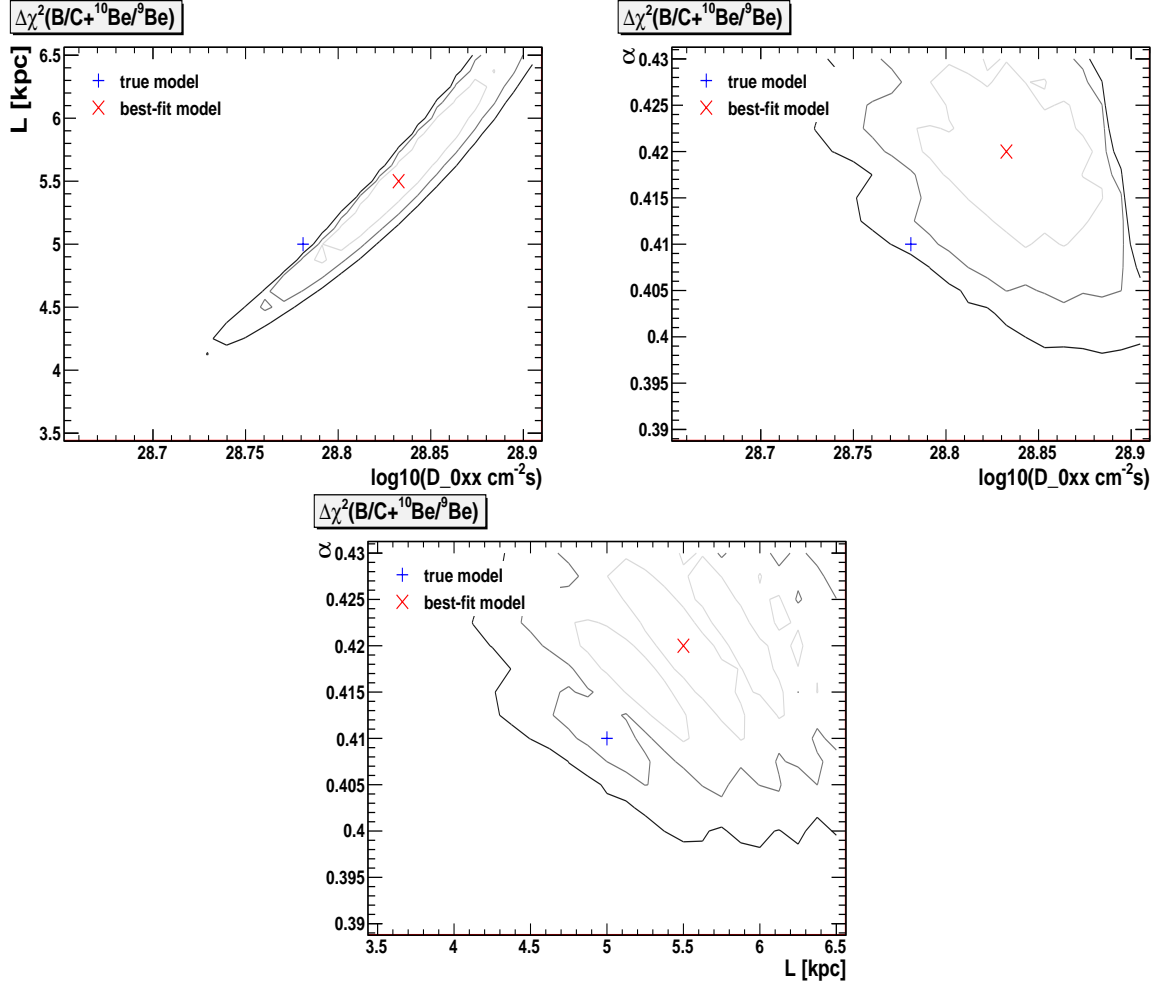 Δχ²(B/C+¹⁰Be/⁹Be)
L [kpc]
6.5
6
5.5
5
4.5
4
3.5
true model
best-fit model
28.7 28.75 28.8 28.85 28.9
log10(D_0xx cm⁻²s)
Δχ²(B/C+¹⁰Be/⁹Be)
α
0.43
0.425
0.42
0.415
0.41
0.405
0.4
0.395
0.39
true model
best-fit model
28.7 28.75 28.8 28.85 28.9
log10(D_0xx cm⁻²s)
Δχ²(B/C+¹⁰Be/⁹Be)
α
0.43
0.425
0.42
0.415
0.41
0.405
0.4
0.395
0.39
true model
best-fit model
3.5 4 4.5 5 5.5 6 6.5
L [kpc]